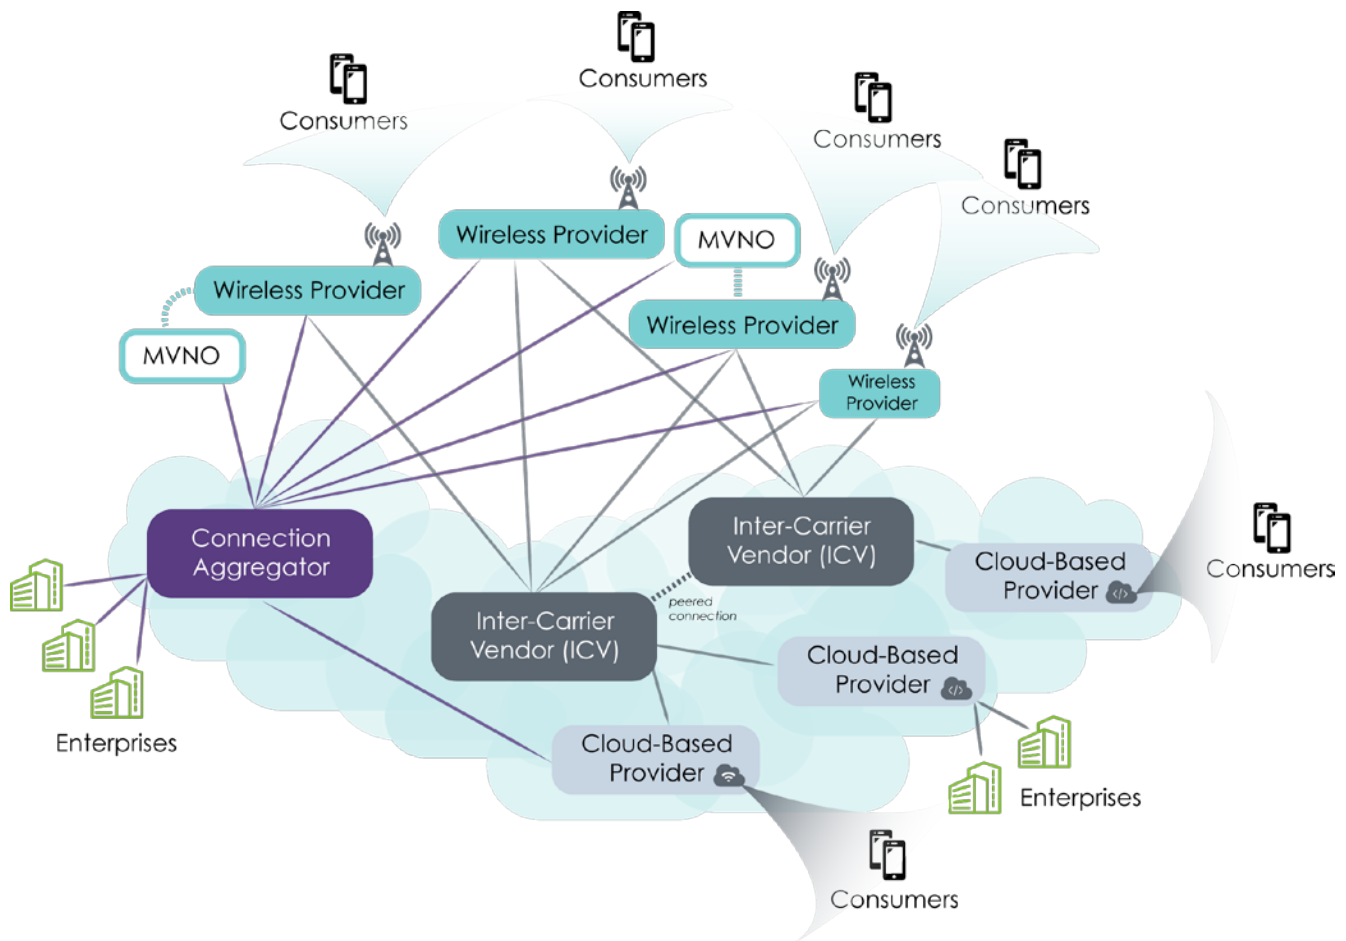 Consumers
Consumers
Consumers
Consumers
Wireless Provider
MVNO
Wireless Provider
Wireless Provider
MVNO
Wireless
Provider
Connection
Aggregator
Inter-Carrier
Vendor (ICV)
Cloud-Based
Provider
</>
Consumers
peered
connection
Inter-Carrier
Vendor (ICV)
Cloud-Based
Provider
</>
Enterprises
Cloud-Based
Provider
Enterprises
Consumers